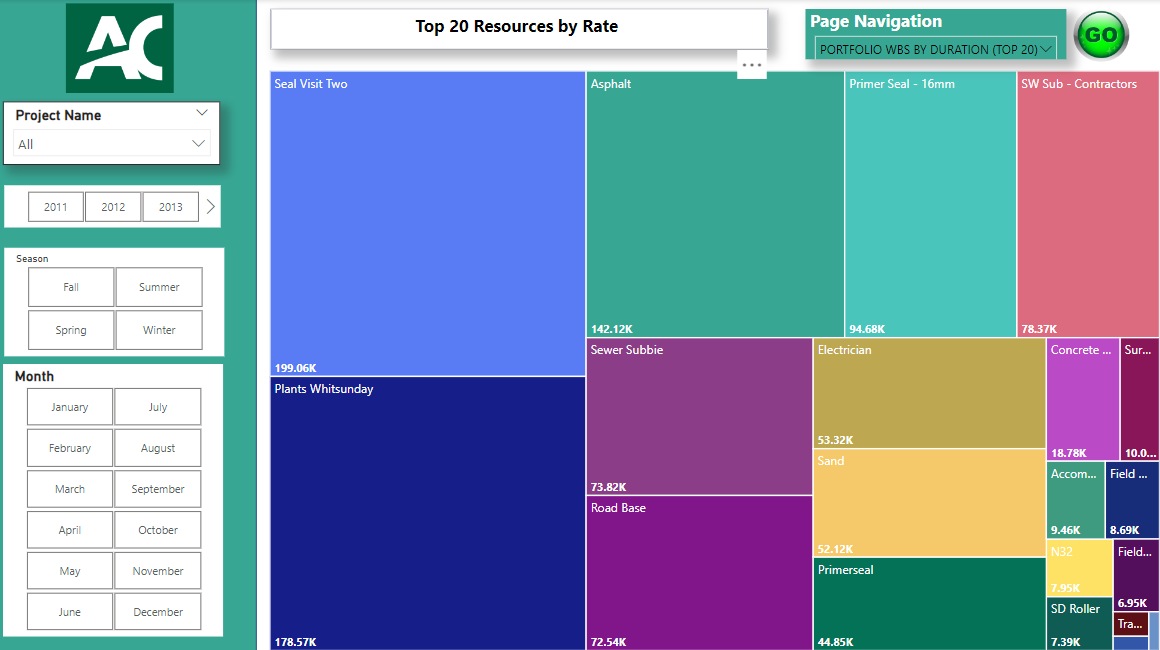 AC
Project Name
All
2011
2012
2013
Season
Fall
Summer
Spring
Winter
Month
January
July
February
August
March
September
April
October
May
November
June
December
Top 20 Resources by Rate
...
Page Navigation
PORTFOLIO WBS BY DURATION (TOP 20)
GO
Seal Visit Two
199.06K
Plants Whitsunday
178.57K
Asphalt
142.12K
Primer Seal - 16mm
94.68K
SW Sub - Contractors
78.37K
Sewer Subbie
73.82K
Road Base
72.54K
Electrician
53.32K
Sand
52.12K
Primerseal
44.85K
Concrete ...
18.78K
Sur...
10.0...
Accom...
9.46K
Field ...
8.69K
N32
7.95K
SD Roller
7.39K
Field...
6.95K
Tra...